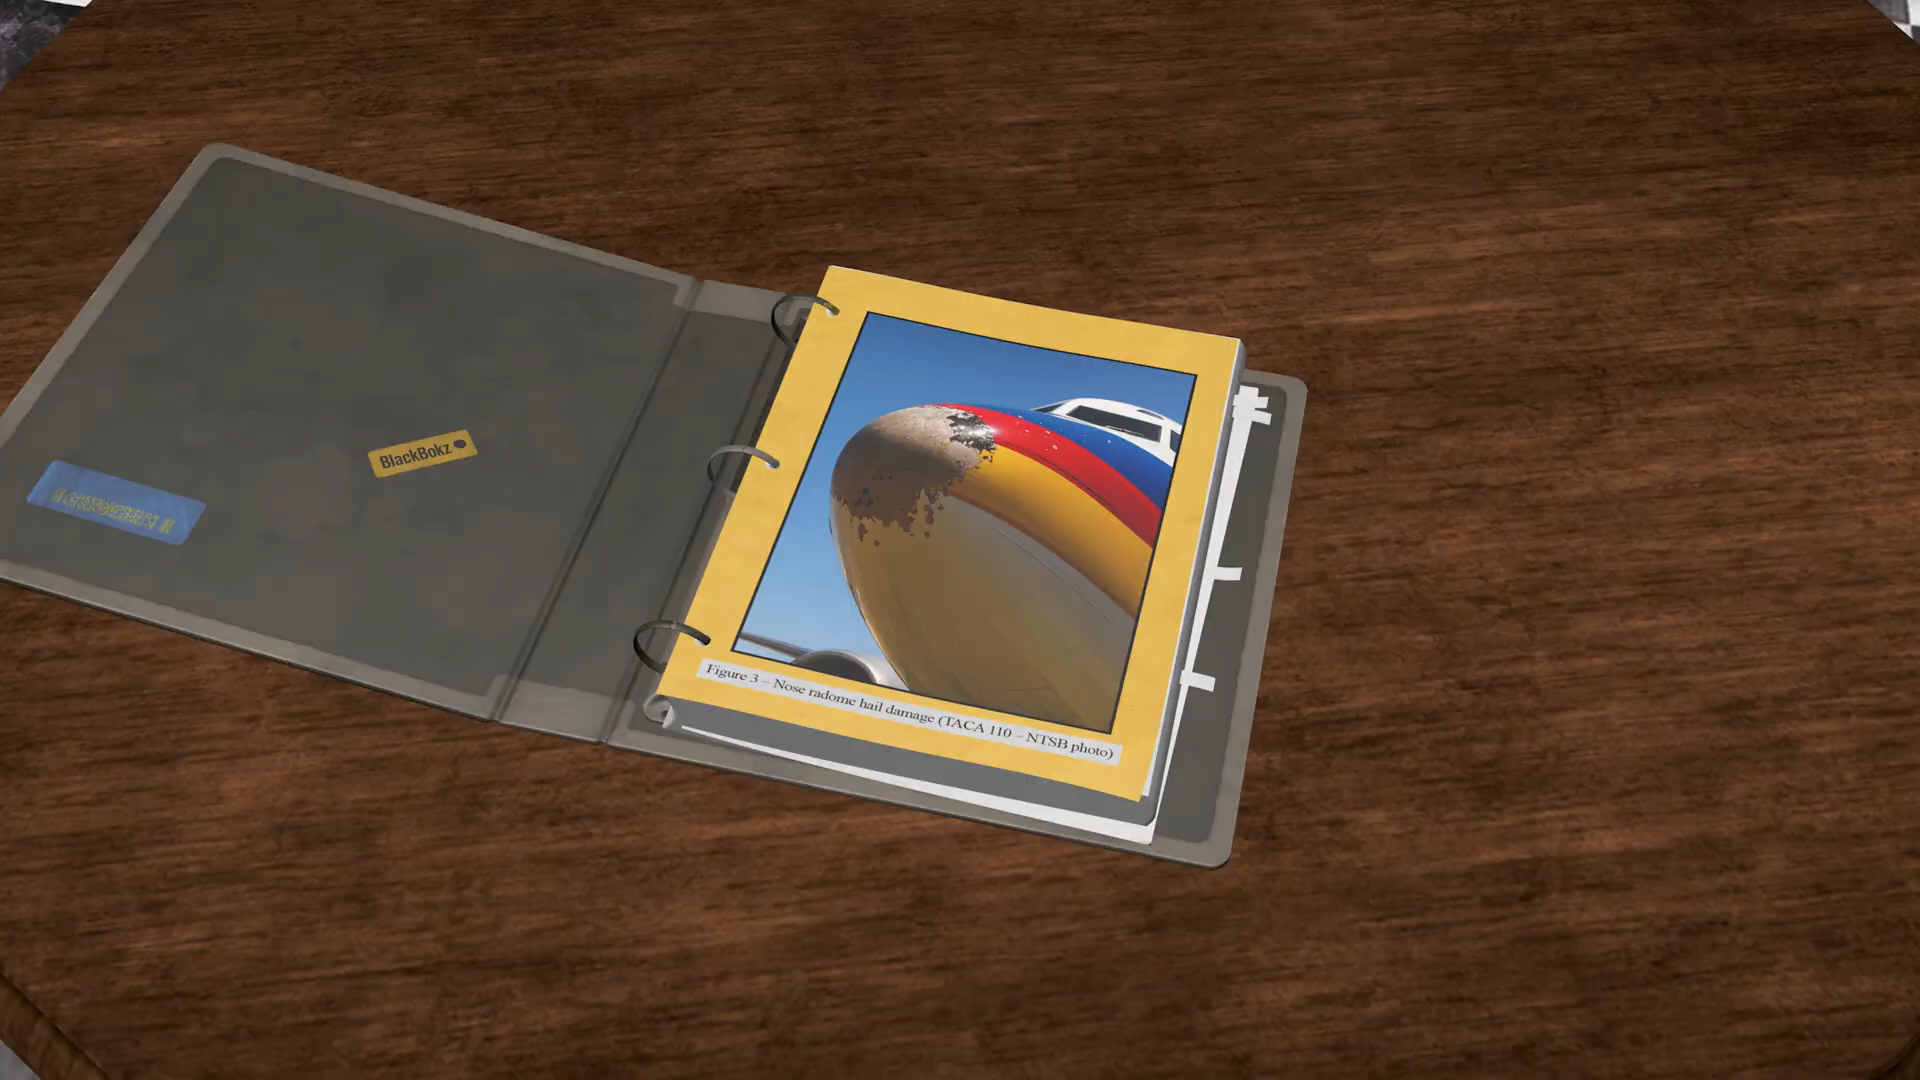 BlackBokz
Figure 3 – Nose radome hail damage (TACA 110 – NTSB photo)